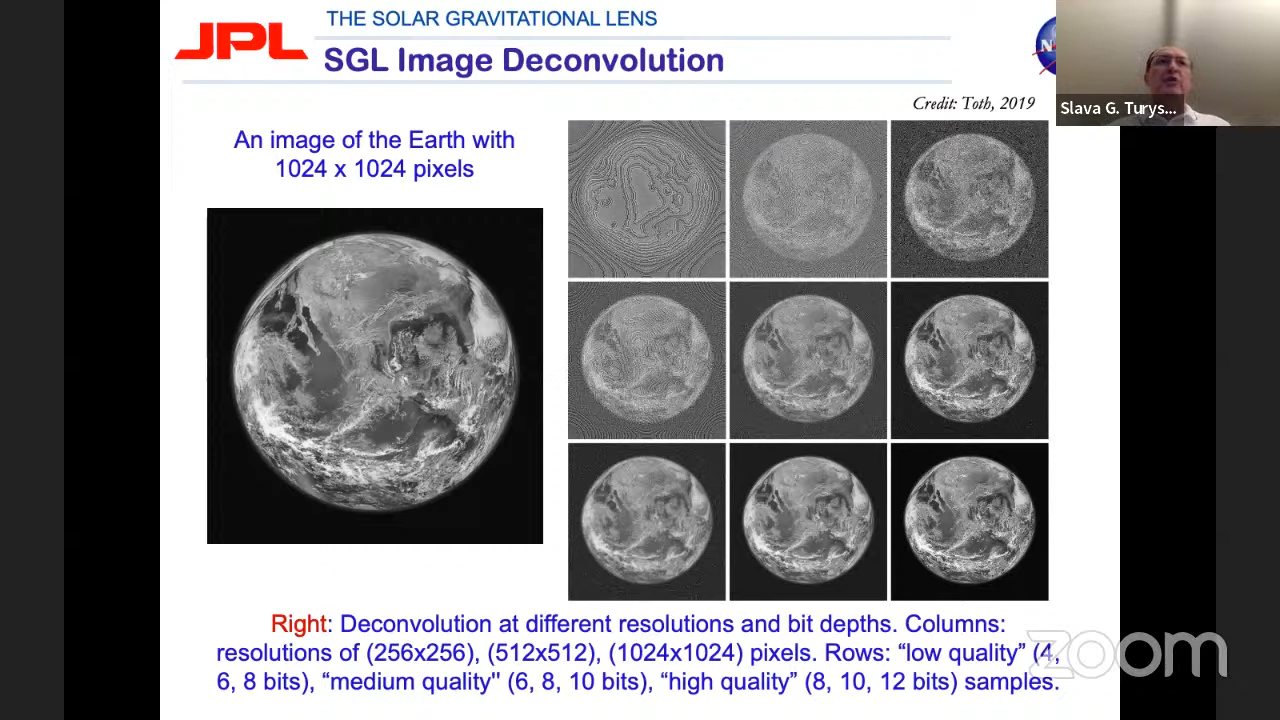 JPL
THE SOLAR GRAVITATIONAL LENS
SGL Image Deconvolution
Slava G. Turys...
Credit: Toth, 2019
An image of the Earth with
1024 x 1024 pixels
Right: Deconvolution at different resolutions and bit depths. Columns:
resolutions of (256x256), (512x512), (1024x1024) pixels. Rows: “low quality” (4,
6, 8 bits), “medium quality" (6, 8, 10 bits), “high quality” (8, 10, 12 bits) samples.
zoom